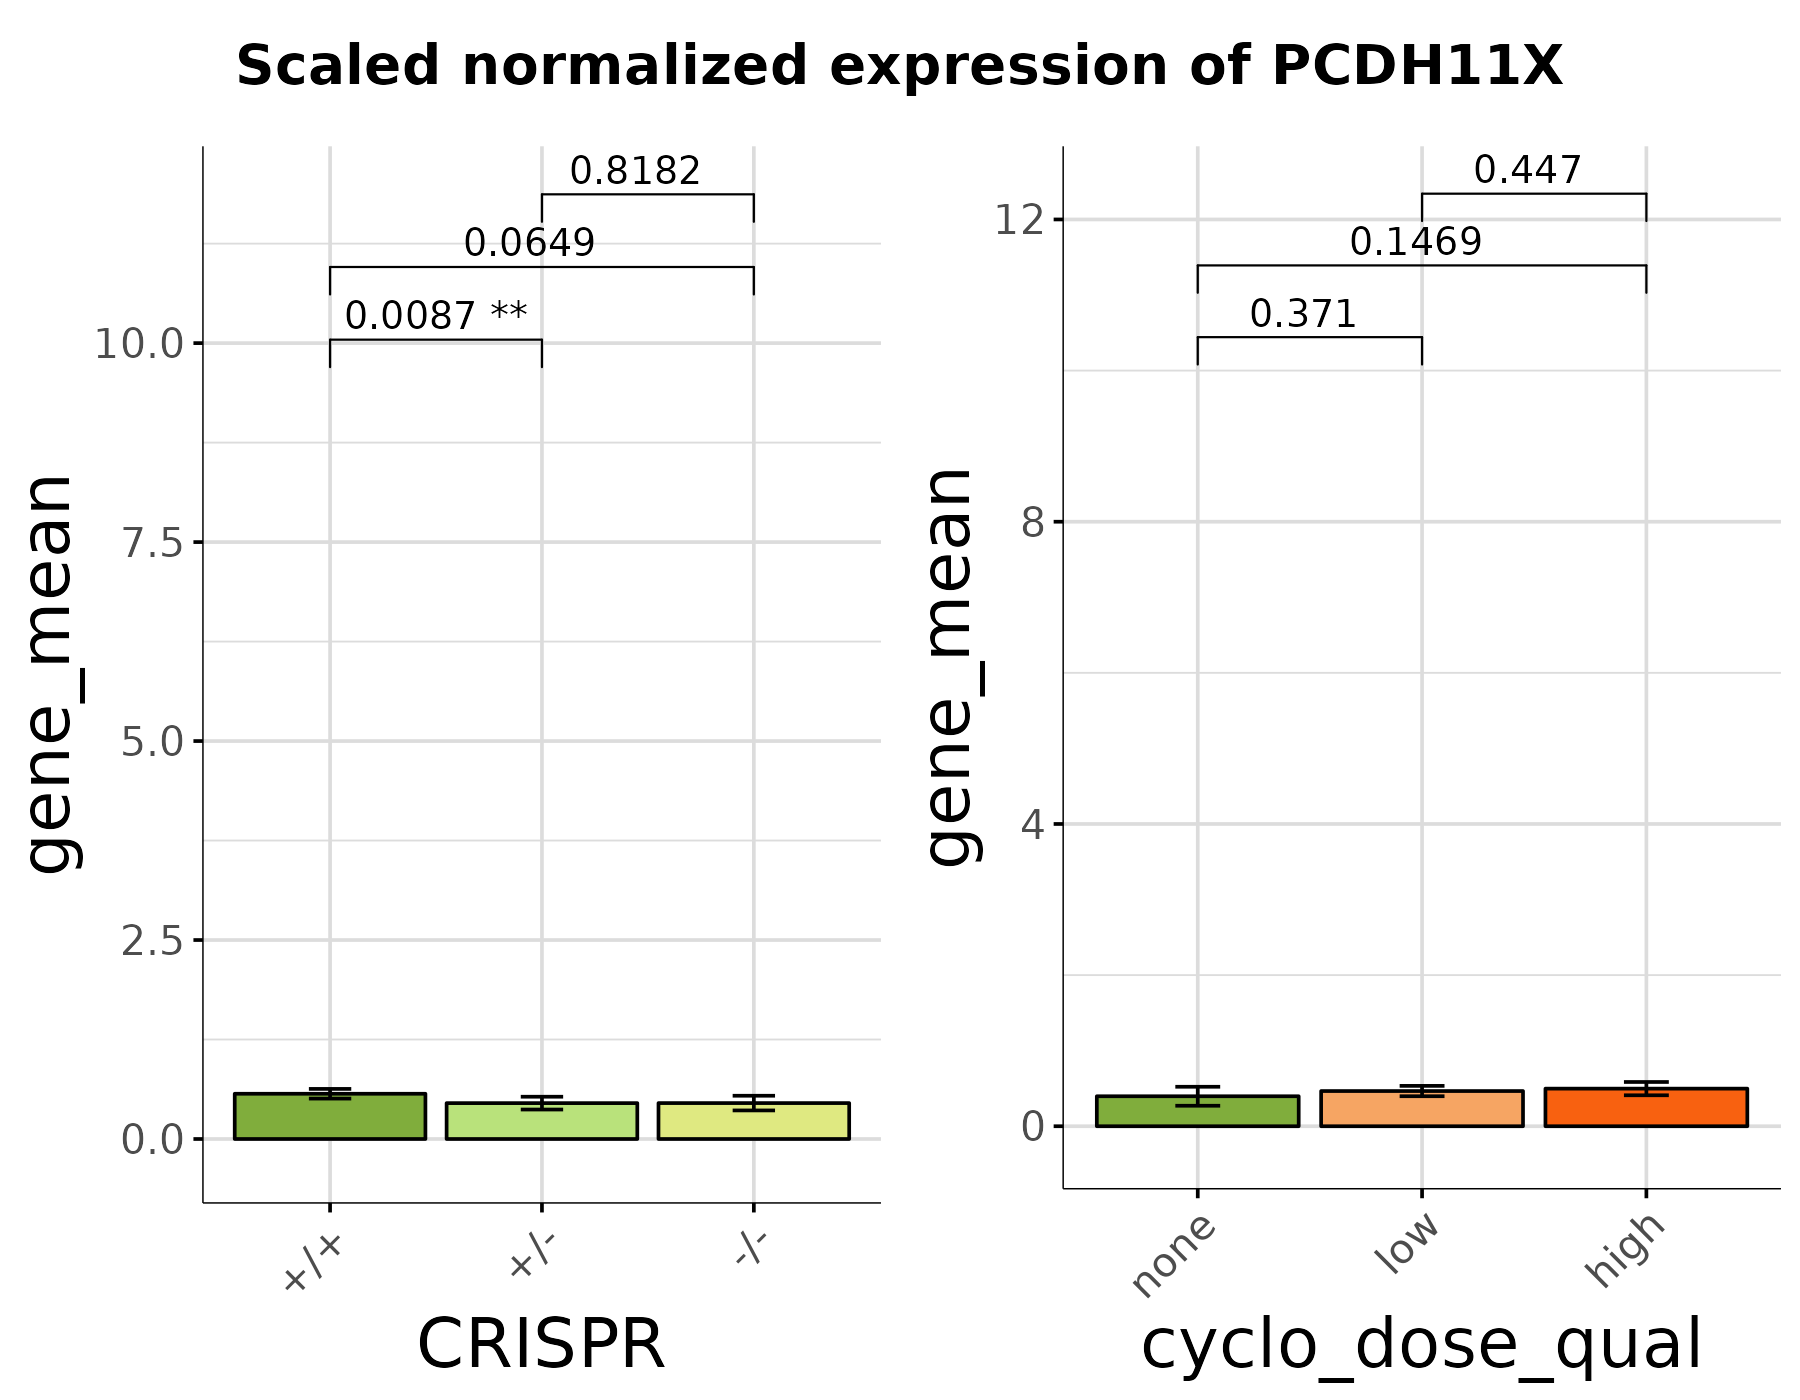 Scaled normalized expression of PCDH11X
gene_mean
10.0
7.5
5.0
2.5
0.0
0.8182
0.0649
0.0087 **
+/+
+/-
-/-
CRISPR
gene_mean
12
8
4
0
0.447
0.1469
0.371
none
low
high
cyclo_dose_qual